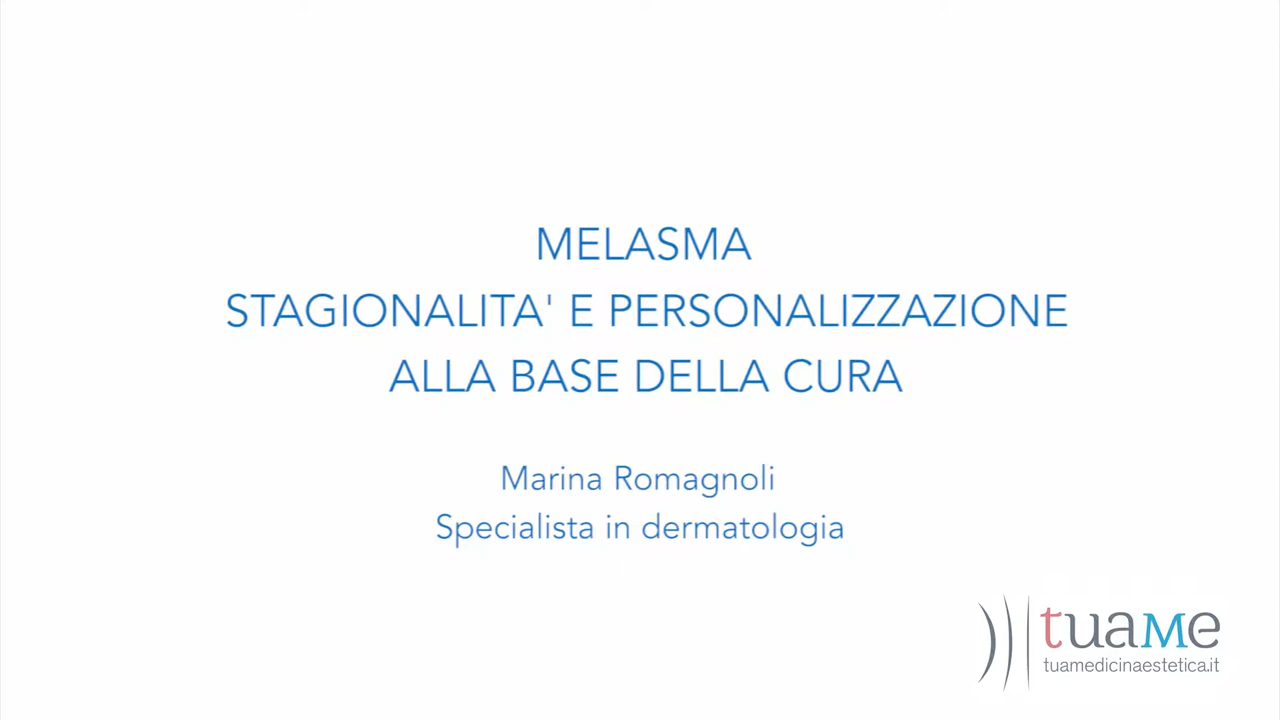 MELASMA
STAGIONALITA' E PERSONALIZZAZIONE
ALLA BASE DELLA CURA
Marina Romagnoli
Specialista in dermatologia
tuaMe
tuamedicinaestetica.it